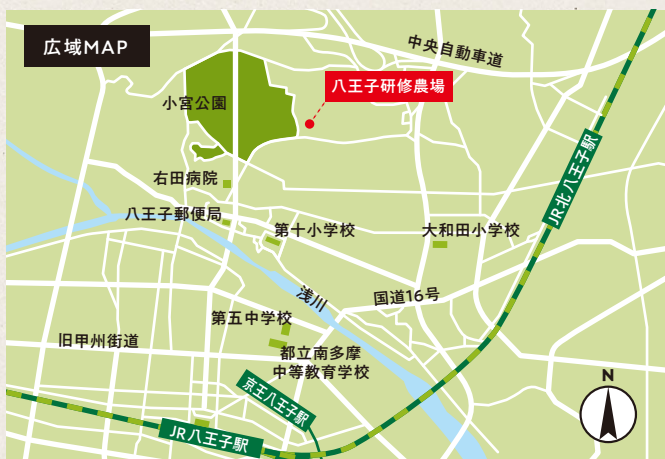 広域MAP
中央自動車道
八王子研修農場
小宮公園
JR北八王子駅
右田病院
八王子郵便局
第十小学校
大和田小学校
浅川
国道16号
第五中学校
旧甲州街道
都立南多摩
中等教育学校
京王八王子駅
JR八王子駅
N